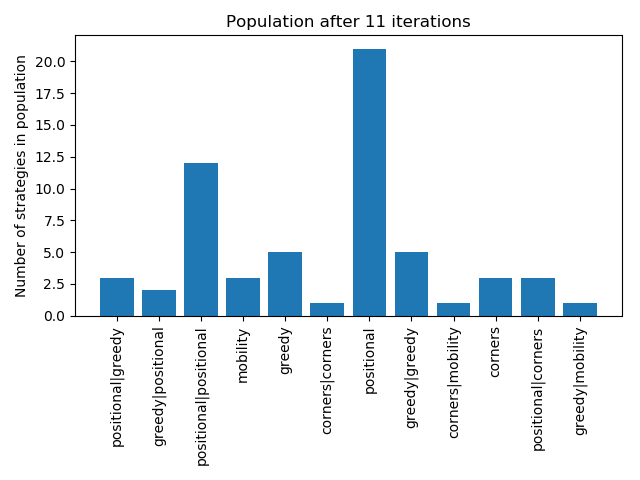 Population after 11 iterations
Number of strategies in population
20.0
17.5
15.0
12.5
10.0
7.5
5.0
2.5
0.0
positional|greedy
greedy|positional
positional|positional
mobility
greedy
corners|corners
positional
greedy|greedy
corners|mobility
corners
positional|corners
greedy|mobility